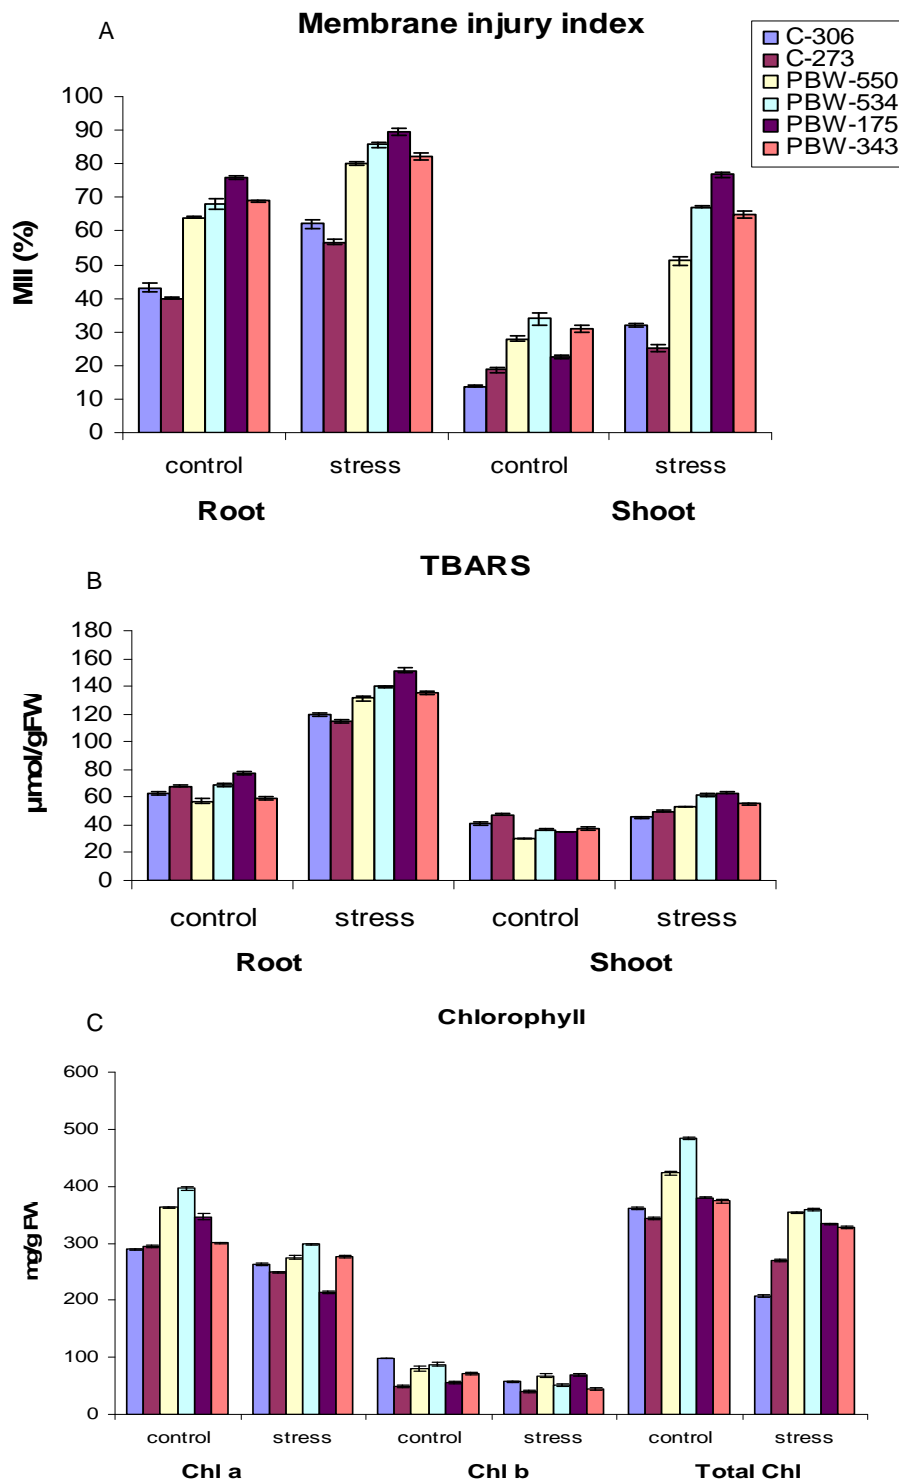 A
Membrane injury index
C-306
C-273
PBW-550
PBW-534
PBW-175
PBW-343
100
90
80
70
60
50
40
30
20
10
0
MII (%)
control stress control stress
Root Shoot
B
TBARS
180
160
140
120
100
80
60
40
20
0
µmol/gFW
control stress control stress
Root Shoot
C
Chlorophyll
600
500
400
300
200
100
0
mg/g FW
control stress control stress control stress
Chl a Chl b Total Chl